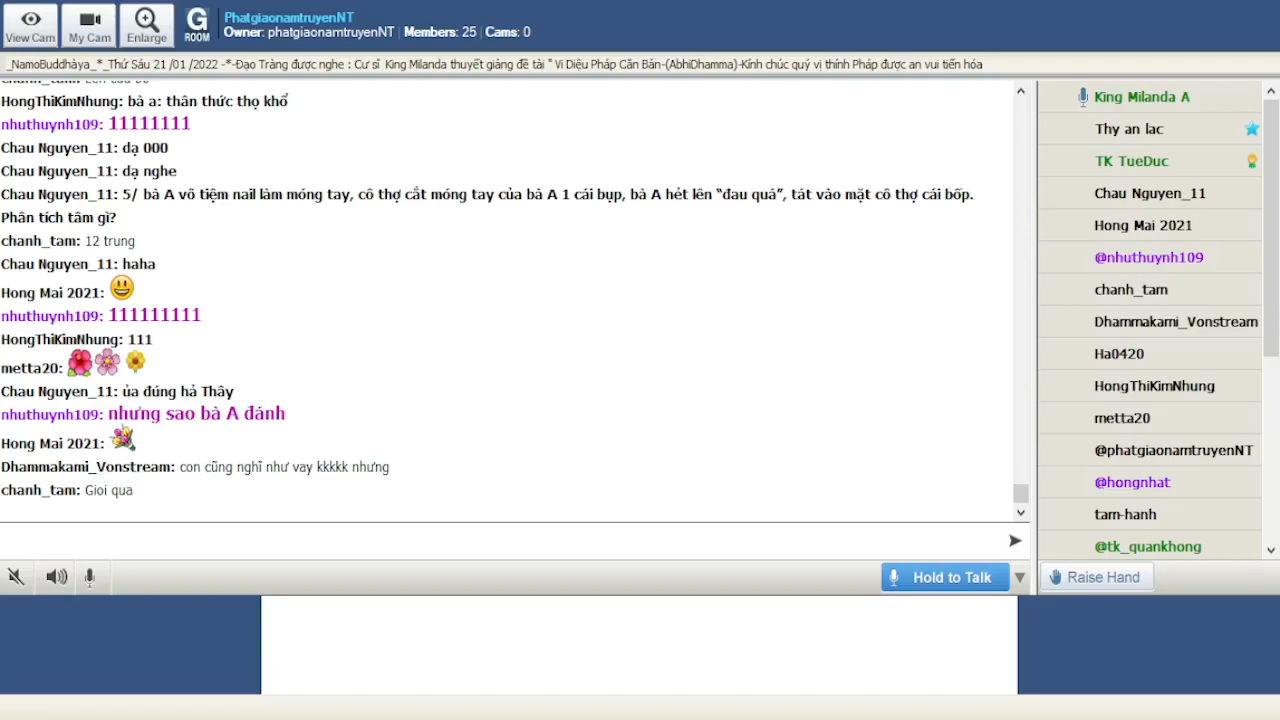 View Cam
My Cam
Enlarge
G
ROOM
PhatgiaonamtruyenNT
Owner: phatgiaonamtruyenNT | Members: 25 | Cams: 0
_NamoBuddhàya_*_Thứ Sáu 21 /01 /2022 -*-Đạo Tràng được nghe : Cư sĩ King Milanda thuyết giảng đề tài " Vi Diệu Pháp Căn Bản-(AbhiDhamma)-Kính chúc quý vị thính Pháp được an vui tiến hóa
HongThiKimNhung: bà a: thân thức thọ khổ
nhuthuynh109: 11111111
Chau Nguyen_11: dạ 000
Chau Nguyen_11: dạ nghe
Chau Nguyen_11: 5/ bà A vô tiệm nail làm móng tay, cô thợ cắt móng tay của bà A 1 cái bụp, bà A hét lên “đau quá”, tát vào mặt cô thợ cái bốp.
Phân tích tâm gì?
chanh_tam: 12 trung
Chau Nguyen_11: haha
Hong Mai 2021:
nhuthuynh109: 111111111
HongThiKimNhung: 111
metta20:
Chau Nguyen_11: ủa đúng hả Thây
nhuthuynh109: nhưng sao bà A đánh
Hong Mai 2021:
Dhammakami_Vonstream: con cũng nghĩ như vay kkkkk nhưng
chanh_tam: Gioi qua
Hold to Talk
King Milanda A
Thy an lac
TK TueDuc
Chau Nguyen_11
Hong Mai 2021
@nhuthuynh109
chanh_tam
Dhammakami_Vonstream
Ha0420
HongThiKimNhung
metta20
@phatgiaonamtruyenNT
@hongnhat
tam-hanh
@tk_quankhong
Raise Hand